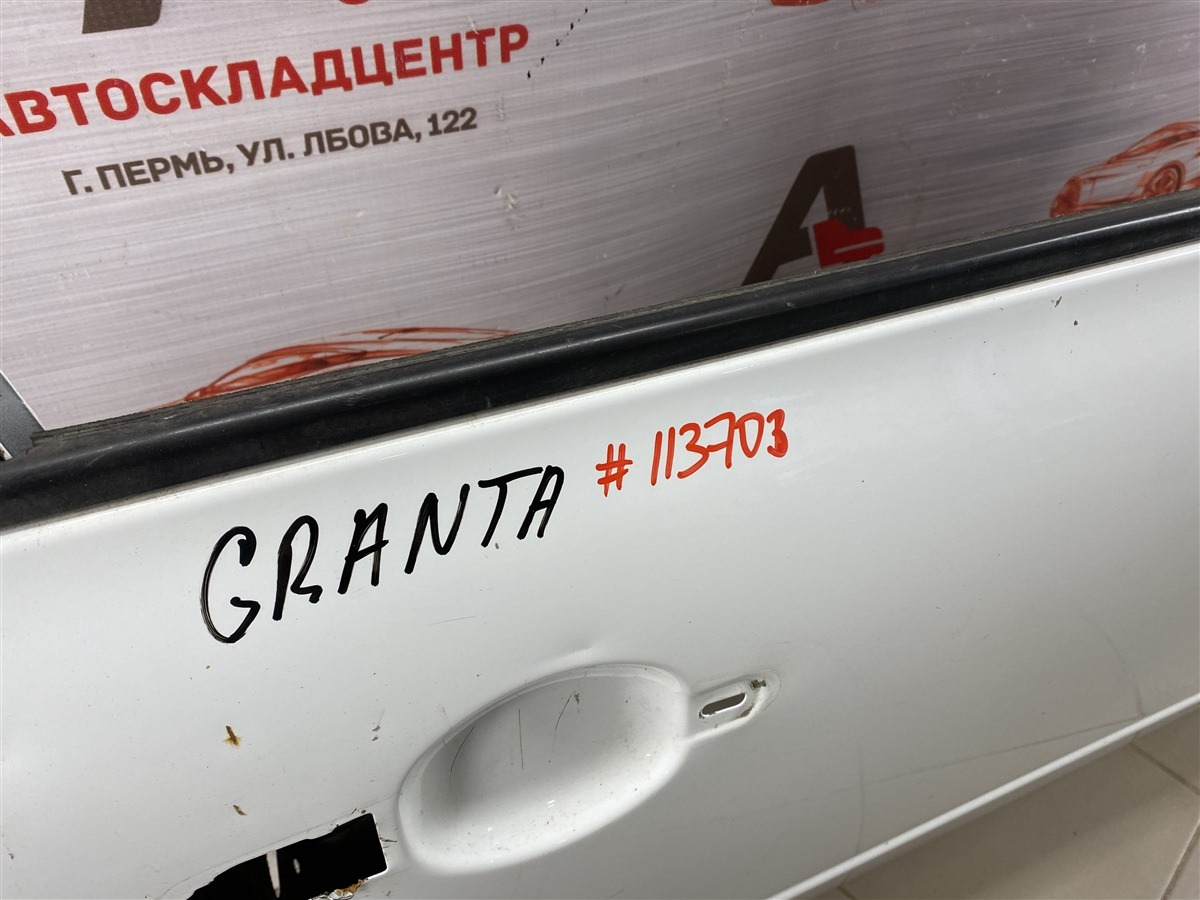 АВТОСКЛАДЦЕНТР
Г. ПЕРМЬ, УЛ. ЛБОВА, 122
GRANTA #113703